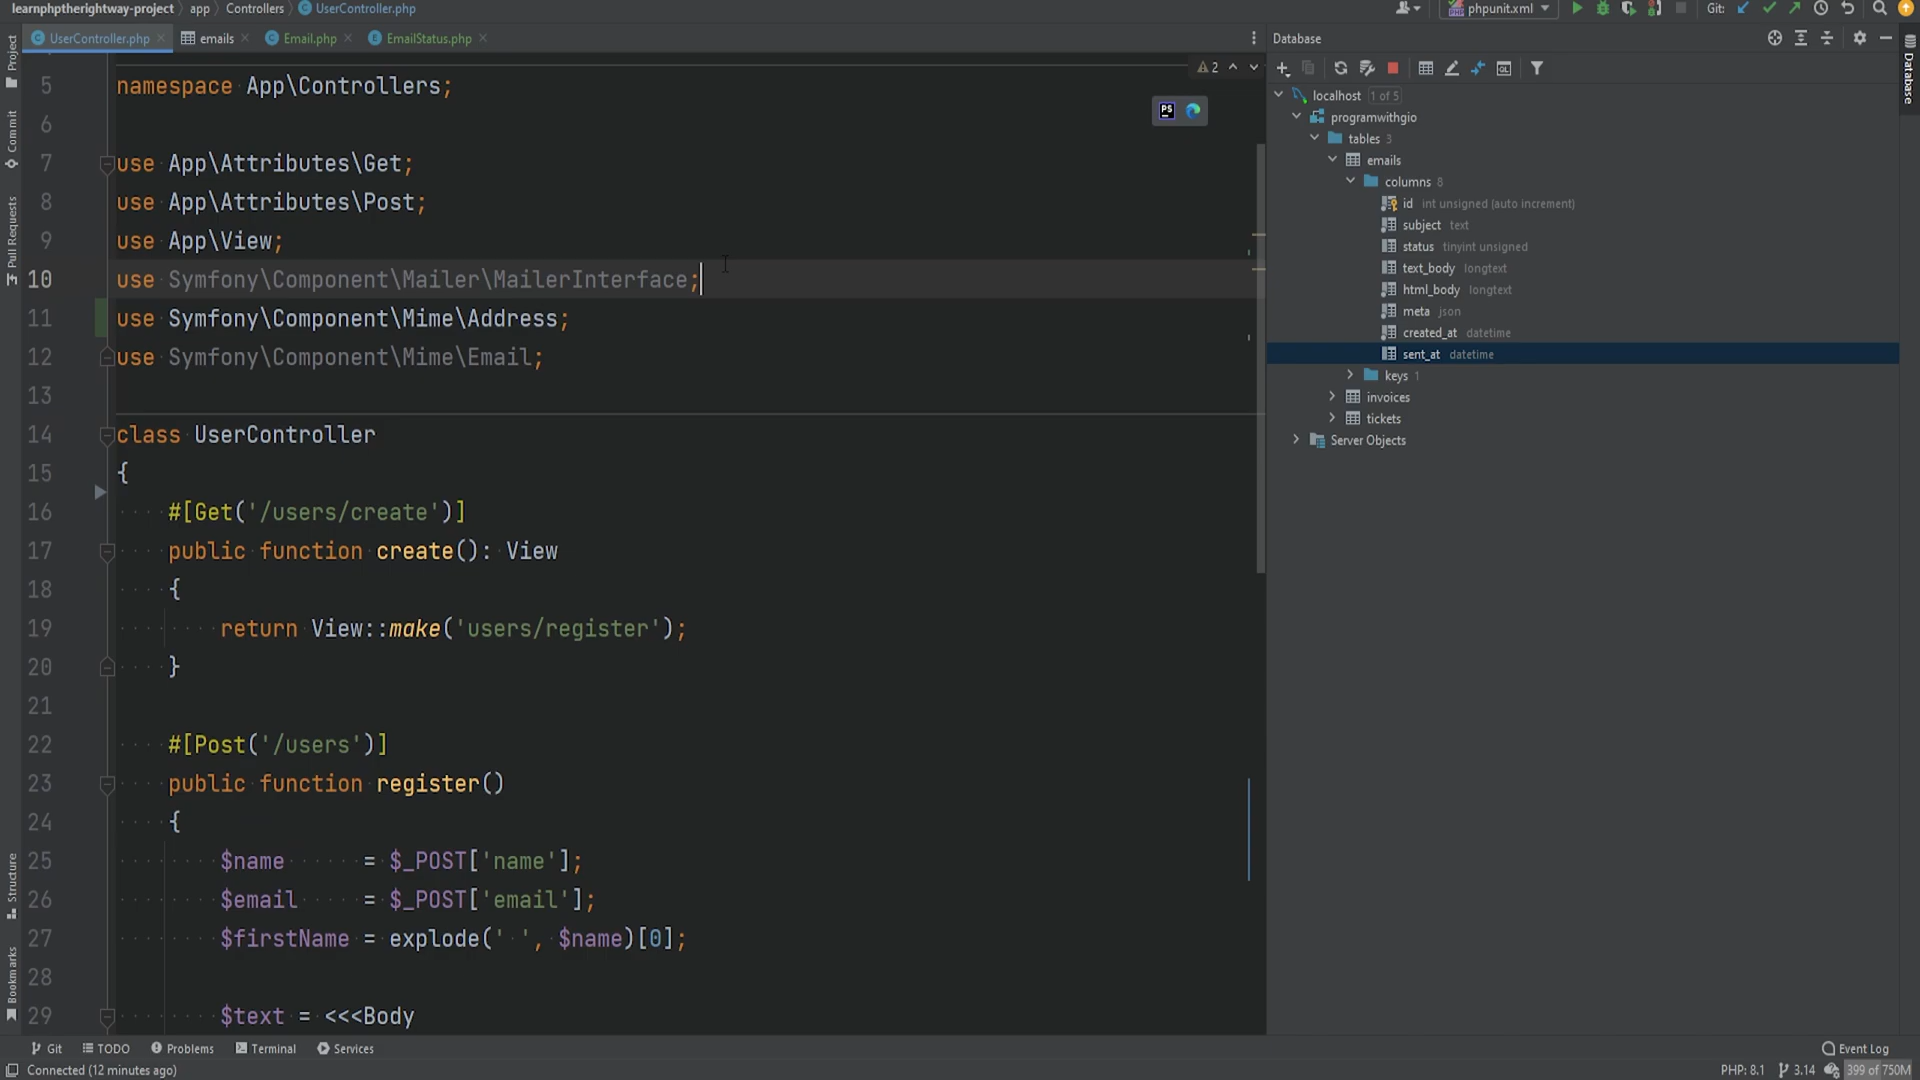 learnphptherightway-project
app
Controllers
UserController.php
phpunit.xml
Git:
UserController.php
emails
Email.php
EmailStatus.php
Project
Commit
Pull Requests
Structure
Bookmarks
2
5 namespace App\Controllers;
6
7 use App\Attributes\Get;
8 use App\Attributes\Post;
9 use App\View;
10 use Symfony\Component\Mailer\MailerInterface;
11 use Symfony\Component\Mime\Address;
12 use Symfony\Component\Mime\Email;
13
14 class UserController
15 {
16 #[Get('/users/create')]
17 public function create(): View
18 {
19 return View::make('users/register');
20 }
21
22 #[Post('/users')]
23 public function register()
24 {
25 $name = $_POST['name'];
26 $email = $_POST['email'];
27 $firstName = explode(' ', $name)[0];
28
29 $text = <<<Body
PS
Database
Database
QL
localhost 1 of 5
programwithgio
tables 3
emails
columns 8
id int unsigned (auto increment)
subject text
status tinyint unsigned
text_body longtext
html_body longtext
meta json
created_at datetime
sent_at datetime
keys 1
invoices
tickets
Server Objects
Git
TODO
Problems
Terminal
Services
Event Log
Connected (12 minutes ago)
PHP: 8.1
3.14
399 of 750M